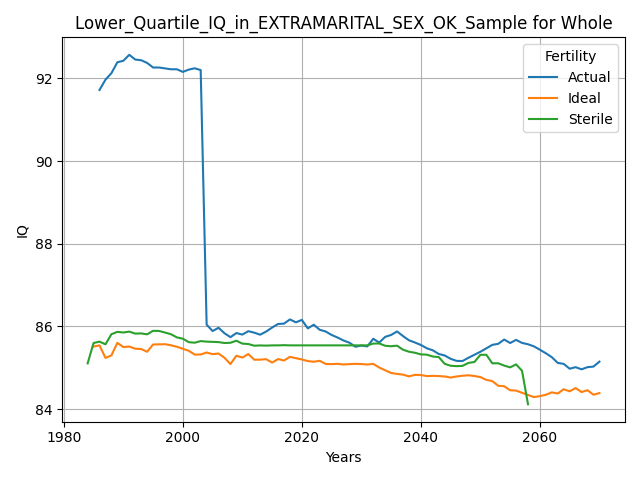 Lower_Quartile_IQ_in_EXTRAMARITAL_SEX_OK_Sample for Whole
Fertility
Actual
Ideal
Sterile
92
90
88
86
84
IQ
1980
2000
2020
2040
2060
Years